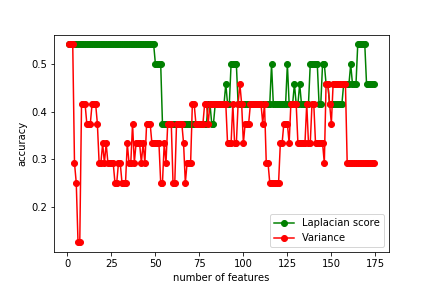 0.5
0.4
0.3
0.2
accuracy
0 25 50 75 100 125 150 175
number of features
Laplacian score
Variance